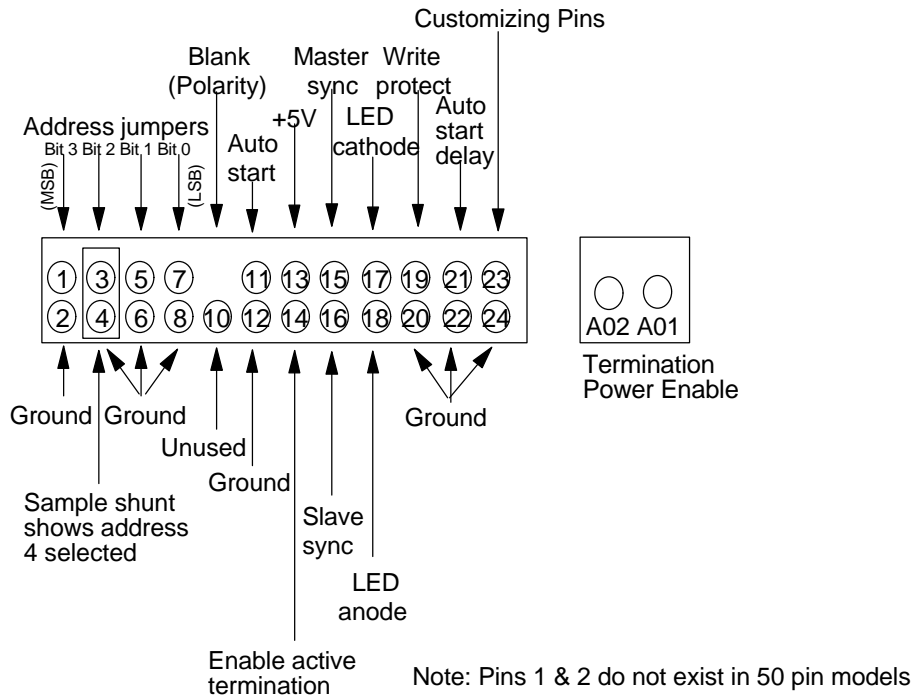 Customizing Pins
Blank
(Polarity)
Master
sync
Write
protect
+5V
LED
cathode
Auto
start
delay
Address jumpers
Bit 3 Bit 2 Bit 1 Bit 0
Auto
start
(MSB)
(LSB)
1 3 5 7 11 13 15 17 19 21 23
2 4 6 8 10 12 14 16 18 20 22 24
A02 A01
Termination
Power Enable
Ground
Ground
Ground
Unused
Ground
Sample shunt
shows address
4 selected
Slave
sync
LED
anode
Enable active
termination
Note: Pins 1 & 2 do not exist in 50 pin models